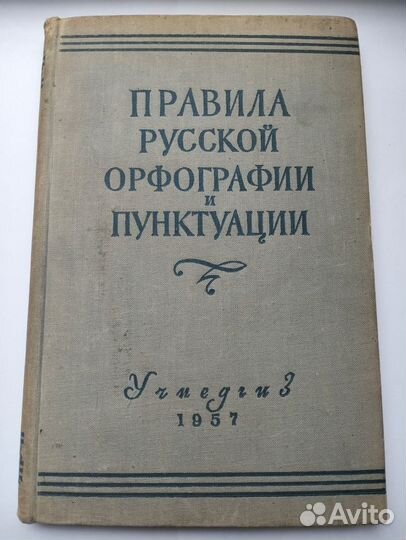 ПРАВИЛА
РУССКОЙ
ОРФОГРАФИИ
И
ПУНКТУАЦИИ
Учпедгиз
1957
Avito